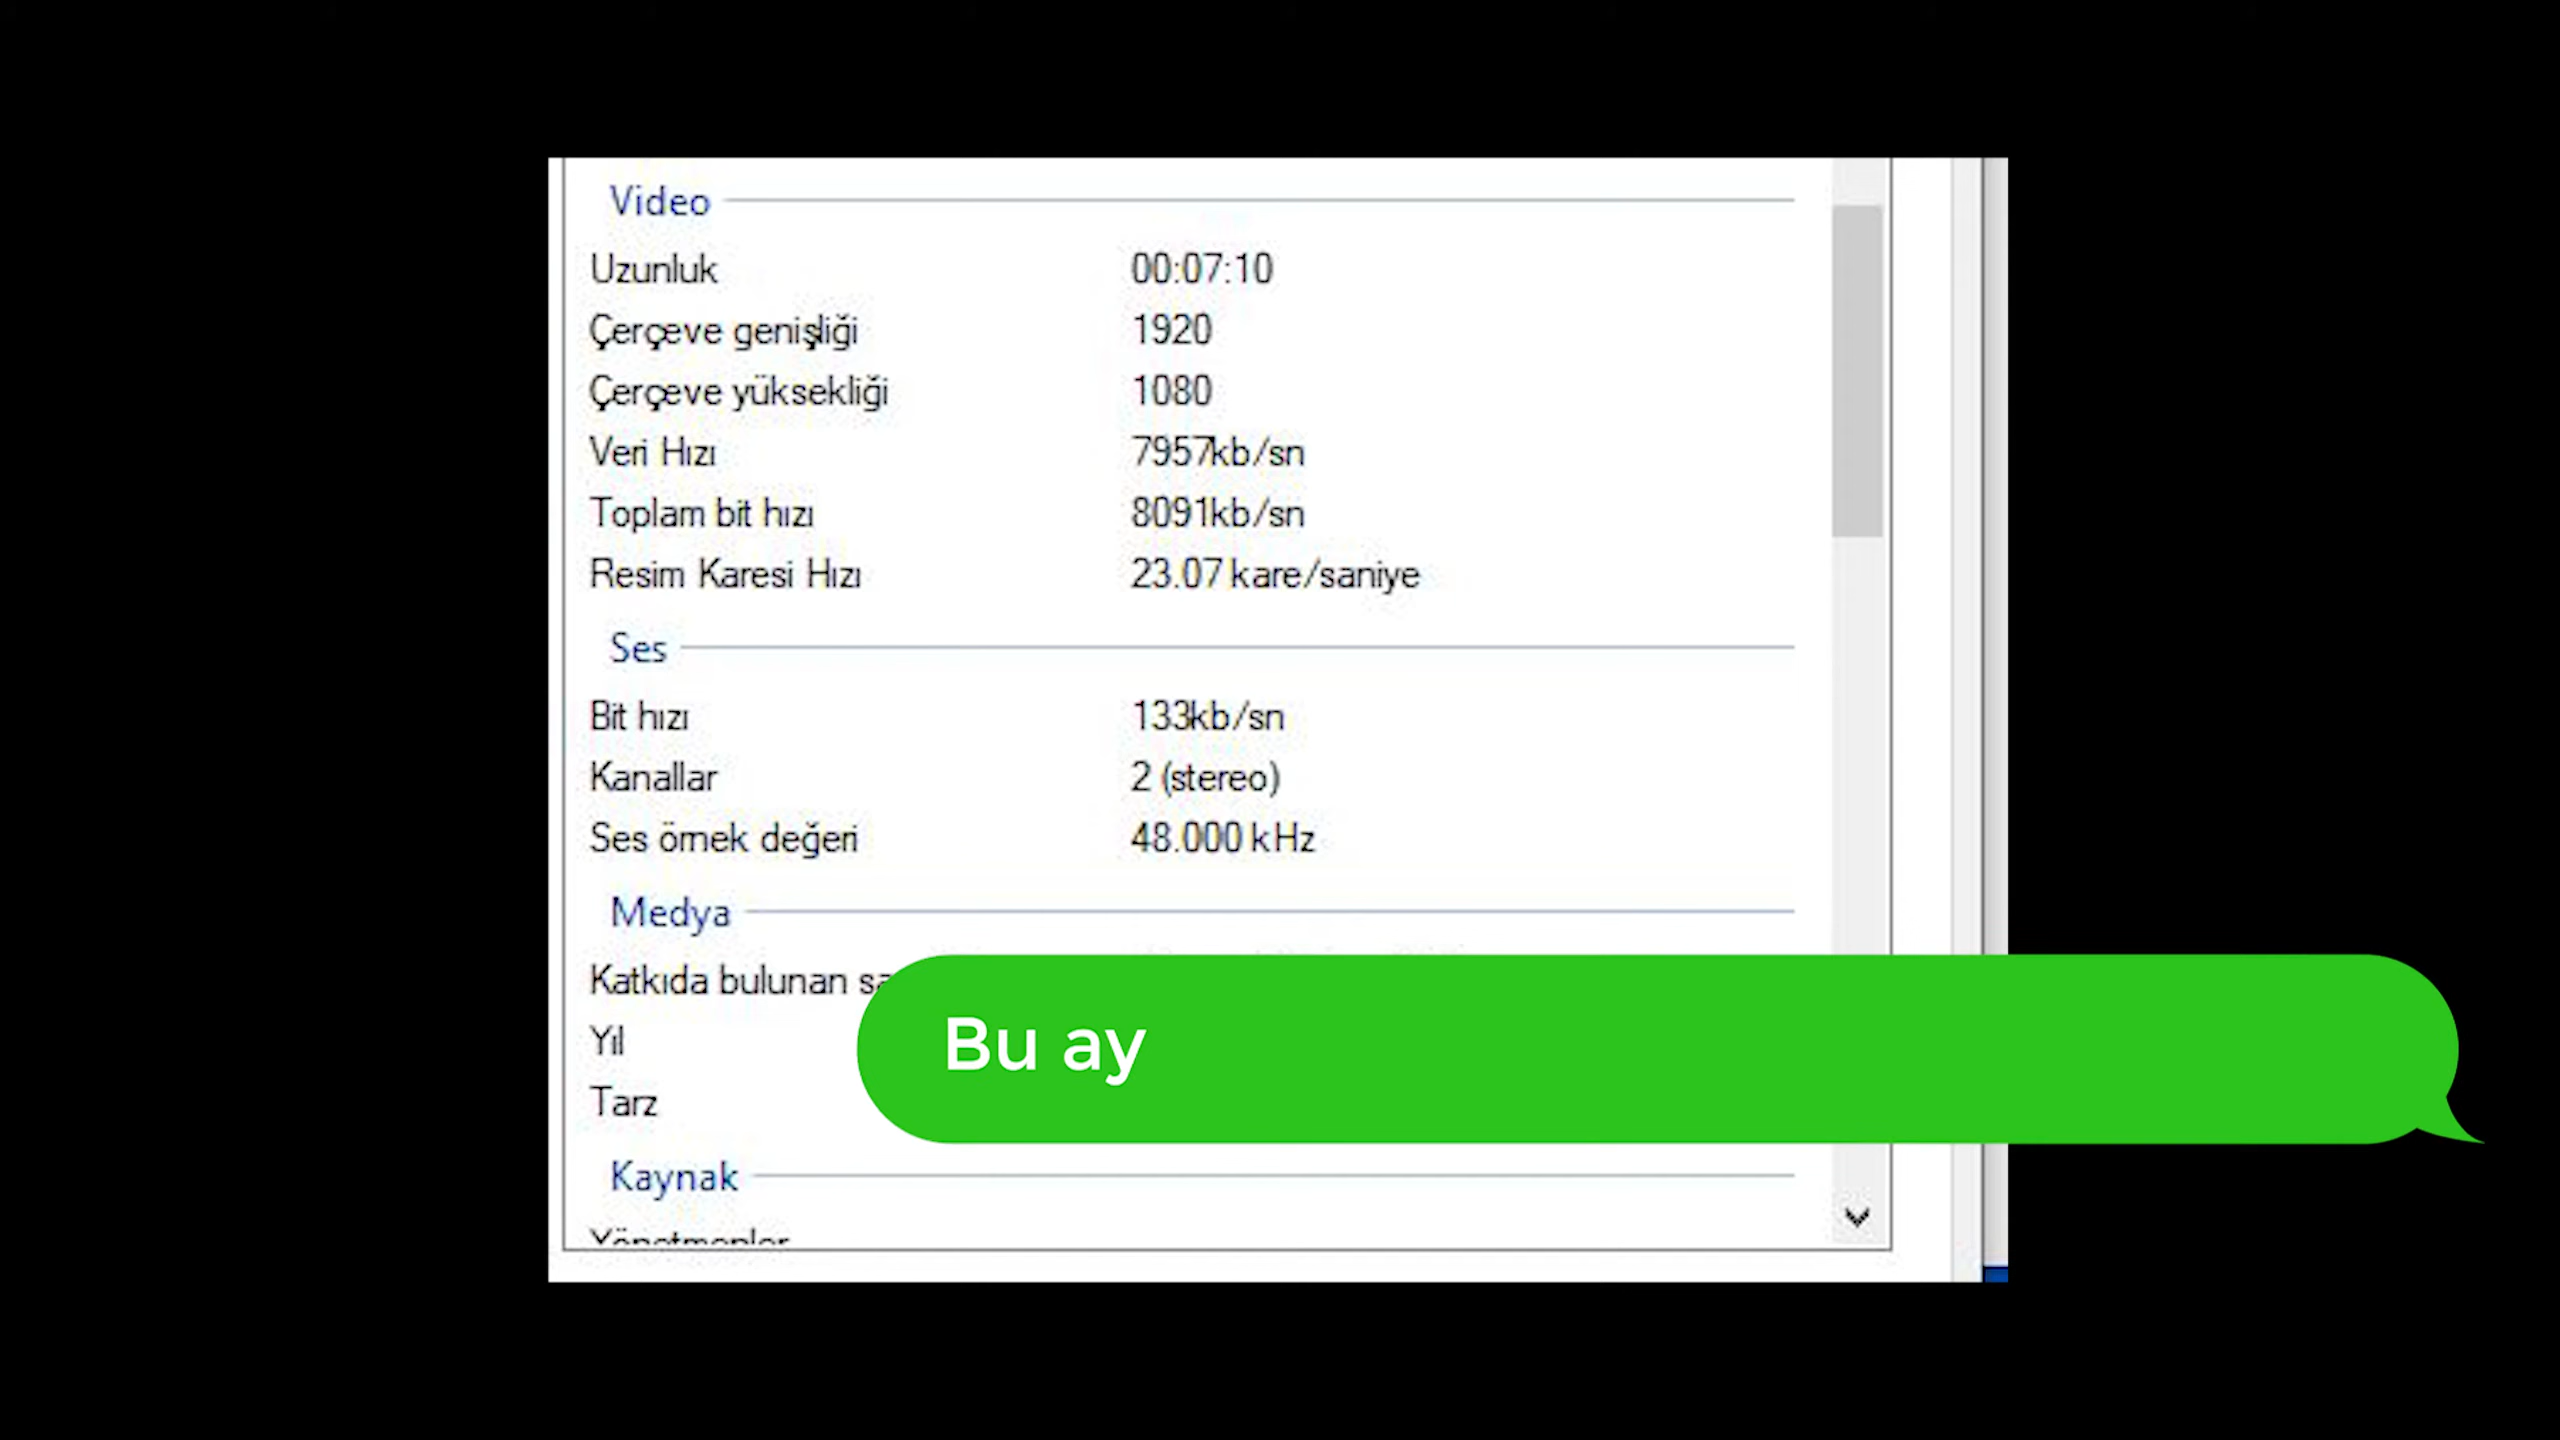 Video
Uzunluk 00:07:10
Çerçeve genişliği 1920
Çerçeve yüksekliği 1080
Veri Hızı 7957kb/sn
Toplam bit hızı 8091kb/sn
Resim Karesi Hızı 23.07 kare/saniye
Ses
Bit hızı 133kb/sn
Kanallar 2 (stereo)
Ses örnek değeri 48.000 kHz
Medya
Katkıda bulunan
Bu ay
Yıl
Tarz
Kaynak